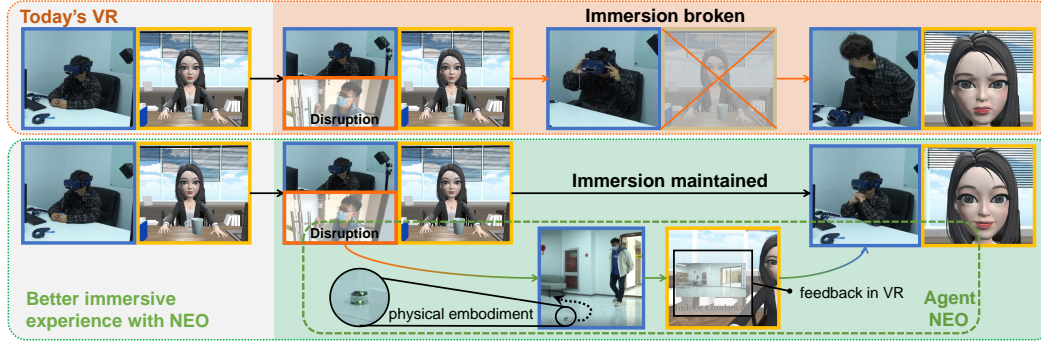 Today's VR
Immersion broken
Disruption
Immersion maintained
Disruption
Better immersive
experience with NEO
physical embodiment
feedback in VR
Agent
NEO